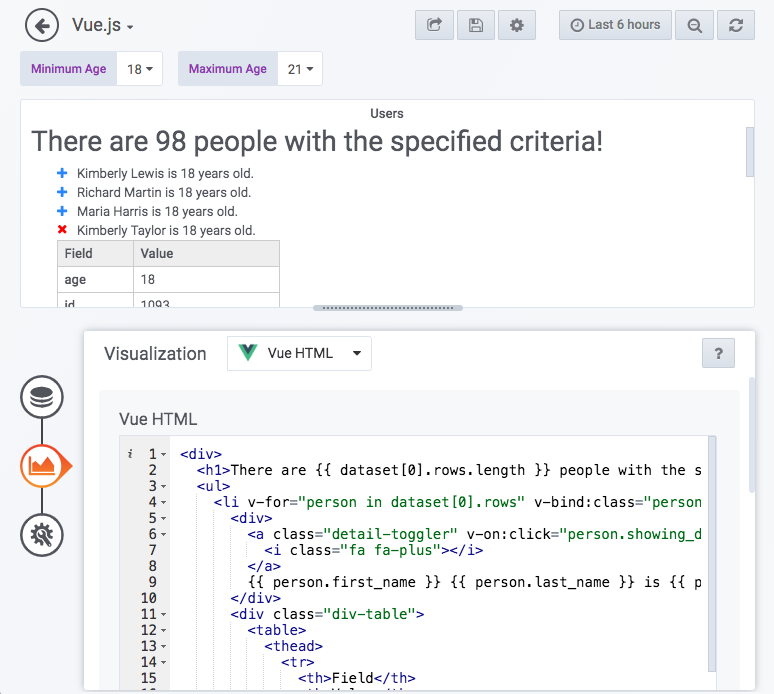 Vue.js
Last 6 hours
Minimum Age 18 Maximum Age 21
Users
There are 98 people with the specified criteria!
Kimberly Lewis is 18 years old.
Richard Martin is 18 years old.
Maria Harris is 18 years old.
Kimberly Taylor is 18 years old.
Field Value
age 18
id 1093
Visualization Vue HTML ?
Vue HTML
i 1 <div>
2 <h1>There are {{ dataset[0].rows.length }} people with the s
3 <ul>
4 <li v-for="person in dataset[0].rows" v-bind:class="person
5 <div>
6 <a class="detail-toggler" v-on:click="person.showing_d
7 <i class="fa fa-plus"></i>
8 </a>
9 {{ person.first_name }} {{ person.last_name }} is {{ p
10 </div>
11 <div class="div-table">
12 <table>
13 <thead>
14 <tr>
15 <th>Field</th>